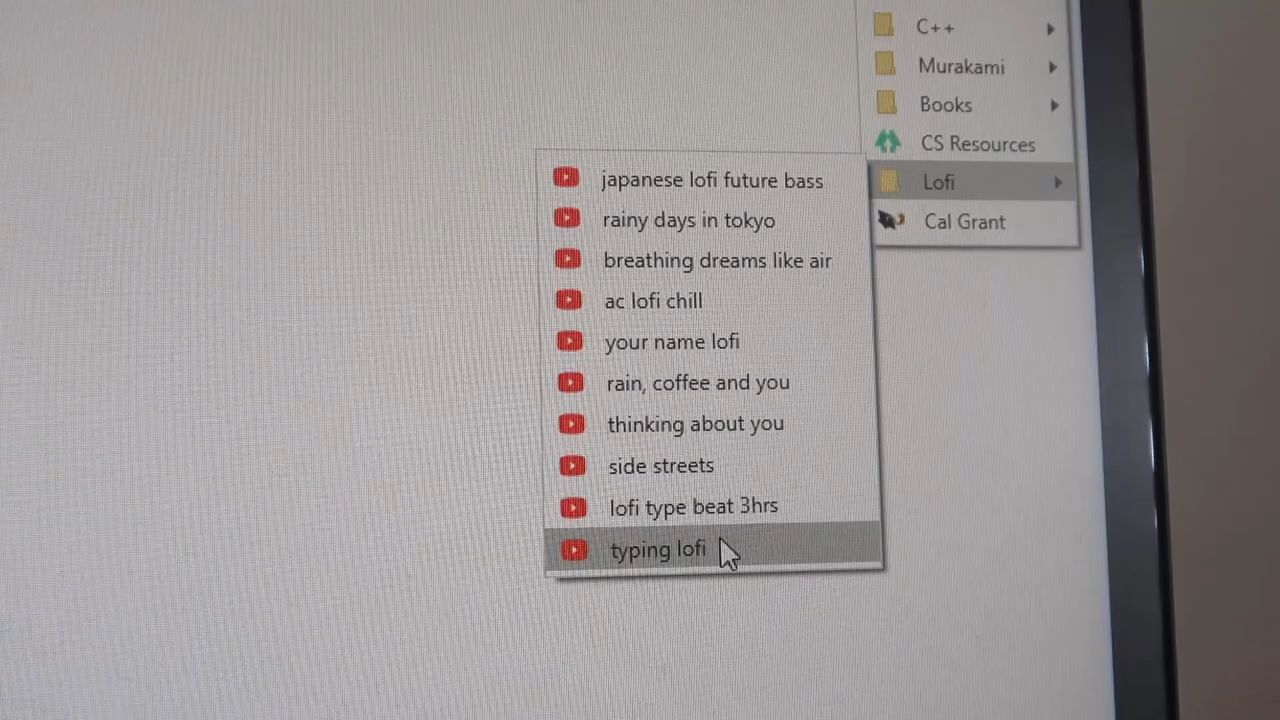 C++
Murakami
Books
CS Resources
Lofi
Cal Grant
japanese lofi future bass
rainy days in tokyo
breathing dreams like air
ac lofi chill
your name lofi
rain, coffee and you
thinking about you
side streets
lofi type beat 3hrs
typing lofi